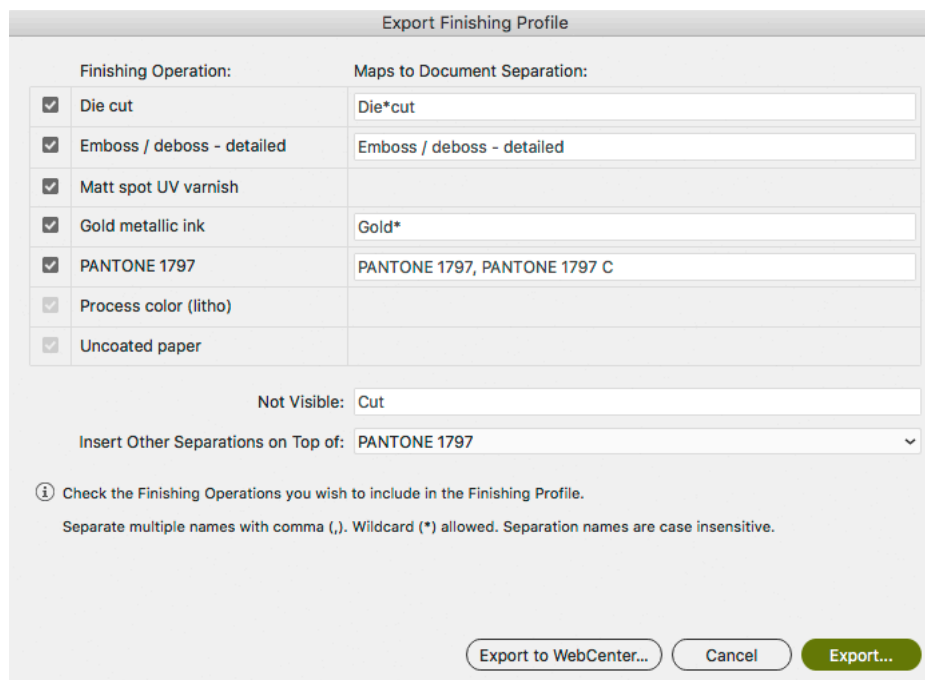 Export Finishing Profile
Finishing Operation: Maps to Document Separation:
Die cut Die*cut
Emboss / deboss - detailed Emboss / deboss - detailed
Matt spot UV varnish
Gold metallic ink Gold*
PANTONE 1797 PANTONE 1797, PANTONE 1797 C
Process color (litho)
Uncoated paper
Not Visible: Cut
Insert Other Separations on Top of: PANTONE 1797
Check the Finishing Operations you wish to include in the Finishing Profile.
Separate multiple names with comma (,). Wildcard (*) allowed. Separation names are case insensitive.
Export to WebCenter... Cancel Export...